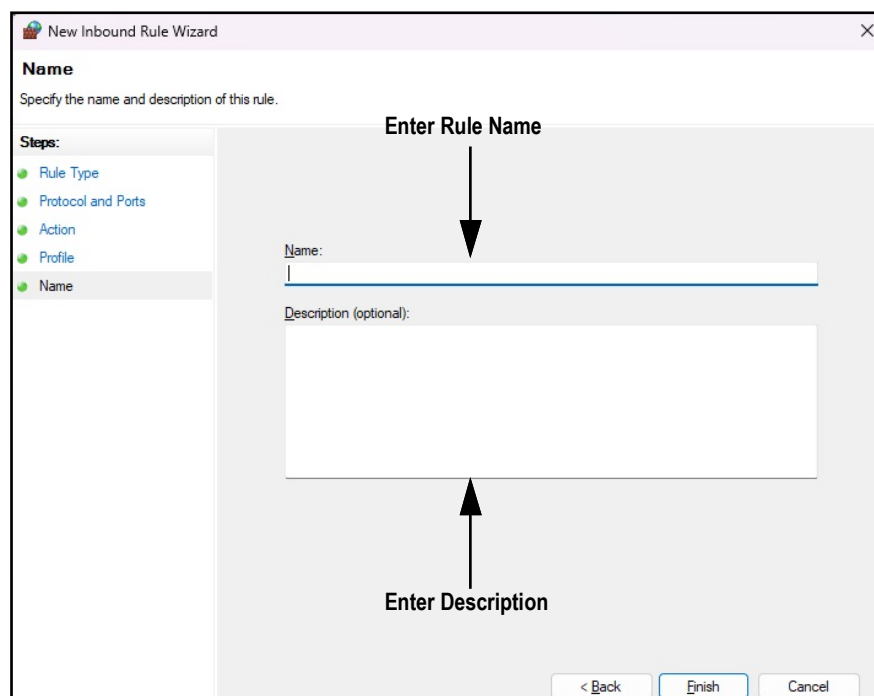 New Inbound Rule Wizard
Name
Specify the name and description of this rule.
Enter Rule Name
Steps:
Rule Type
Protocol and Ports
Action
Profile
Name
Name:
Description (optional):
Enter Description
< Back
Finish
Cancel